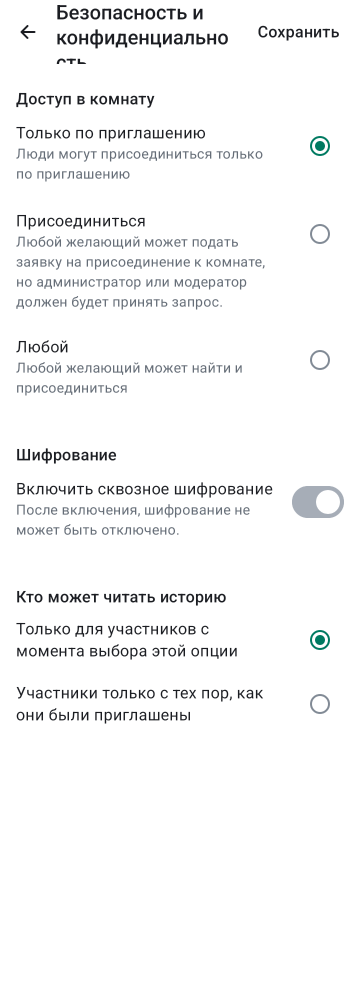 Безопасность и
конфиденциально
сть
Сохранить
Доступ в комнату
Только по приглашению
Люди могут присоединиться только
по приглашению
Присоединиться
Любой желающий может подать
заявку на присоединение к комнате,
но администратор или модератор
должен будет принять запрос.
Любой
Любой желающий может найти и
присоединиться
Шифрование
Включить сквозное шифрование
После включения, шифрование не
может быть отключено.
Кто может читать историю
Только для участников с
момента выбора этой опции
Участники только с тех пор, как
они были приглашены